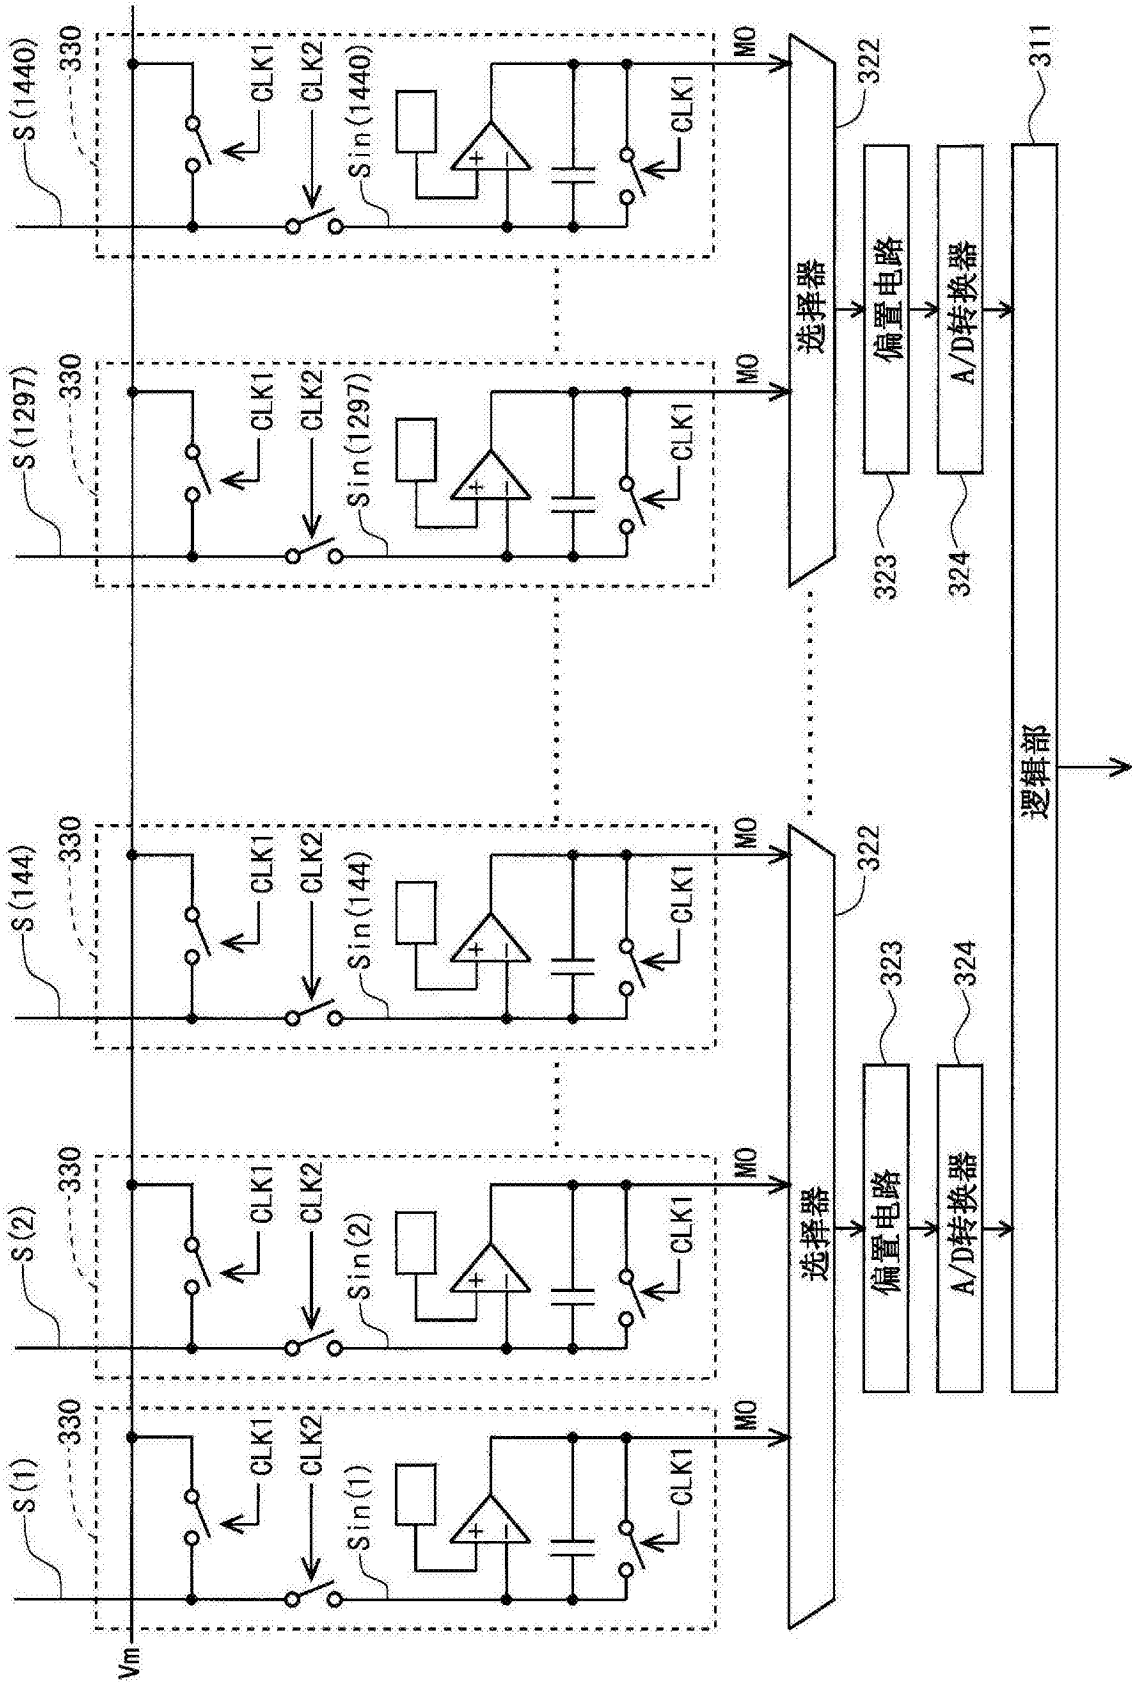 S(1)
S(2)
S(144)
S(1297)
S(1440)
330
330
330
330
330
Vm
CLK1
CLK1
CLK1
CLK1
CLK1
CLK2
CLK2
CLK2
CLK2
CLK2
Sin(1)
Sin(2)
Sin(144)
Sin(1297)
Sin(1440)
+
−
+
−
+
−
+
−
+
−
CLK1
CLK1
CLK1
CLK1
CLK1
MO
MO
MO
MO
MO
选择器
322
选择器
322
偏置电路
323
偏置电路
323
A/D转换器
324
A/D转换器
324
逻辑部
311